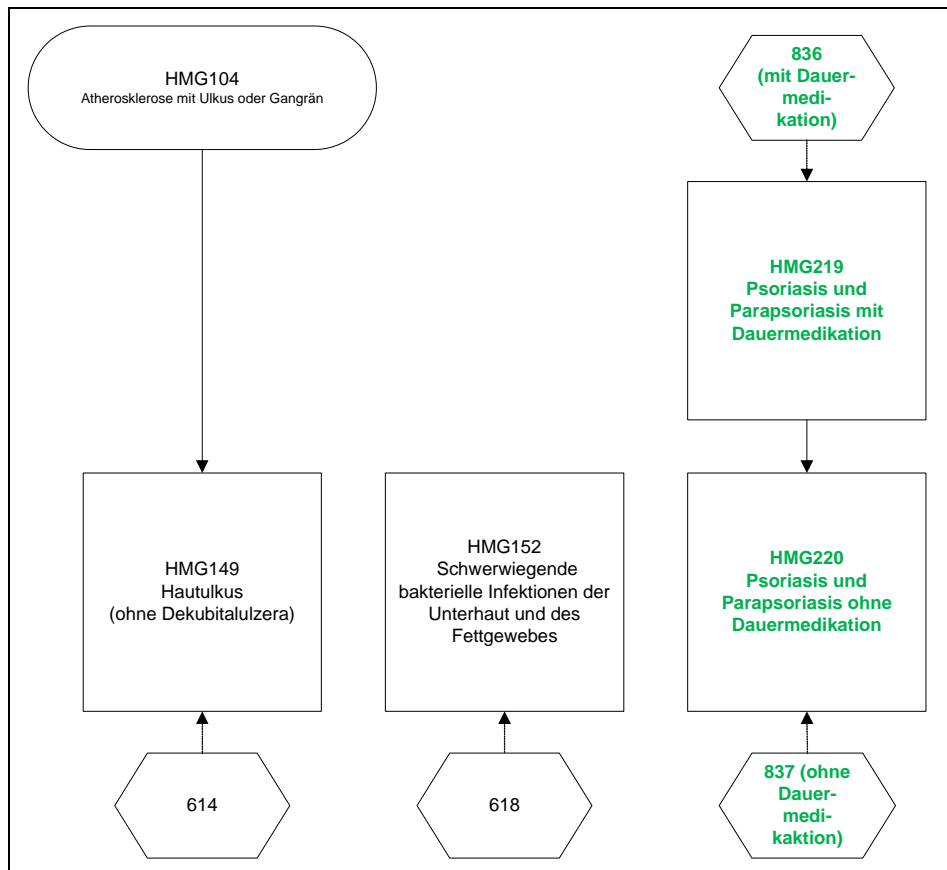 HMG104
Atherosklerose mit Ulkus oder Gangrän
836
(mit Dauer-
medi-
kation)
HMG219
Psoriasis und
Parapsoriasis mit
Dauermedikation
HMG149
Hautulkus
(ohne Dekubitalulzera)
HMG152
Schwerwiegende
bakterielle Infektionen der
Unterhaut und des
Fettgewebes
HMG220
Psoriasis und
Parapsoriasis ohne
Dauermedikation
614
618
837 (ohne
Dauer-
medi-
kaktion)